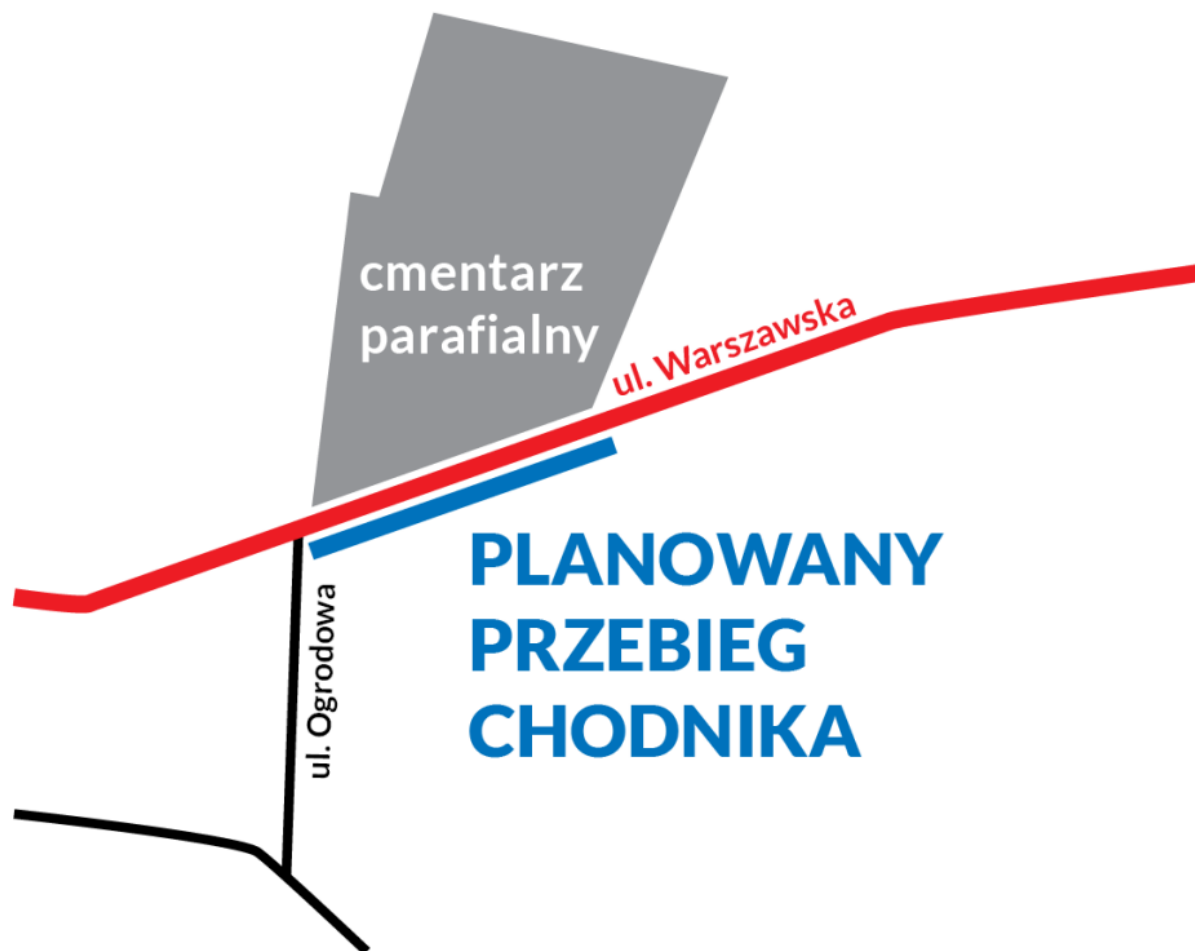 cmentarz
parafialny
ul. Warszawska
PLANOWANY
PRZEBIEG
CHODNIKA
ul. Ogrodowa